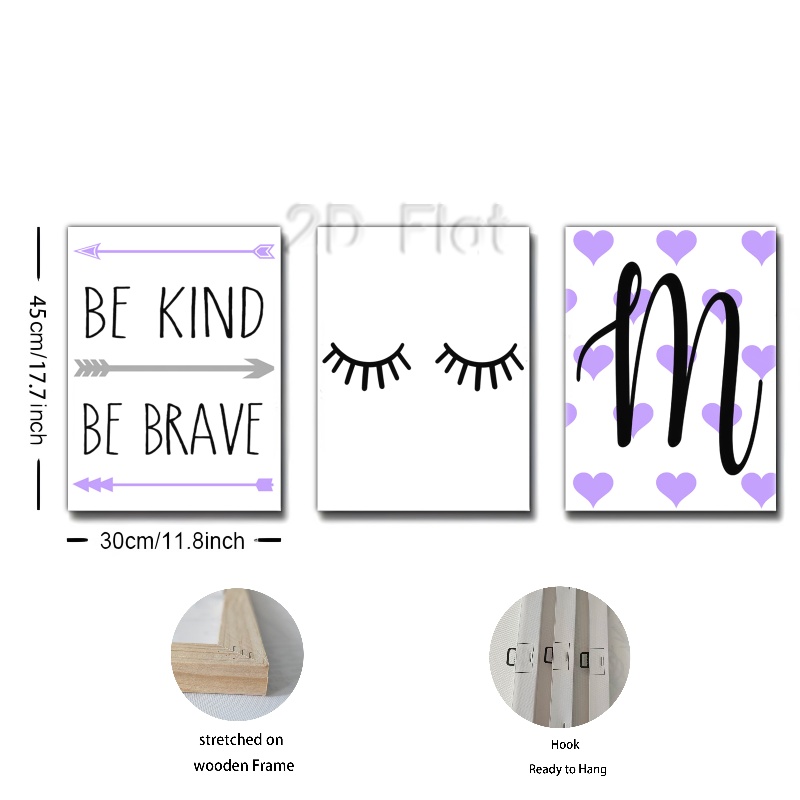 2D Flat
BE KIND
BE BRAVE
m
45cm/17.7inch
30cm/11.8inch
stretched on
wooden Frame
Hook
Ready to Hang